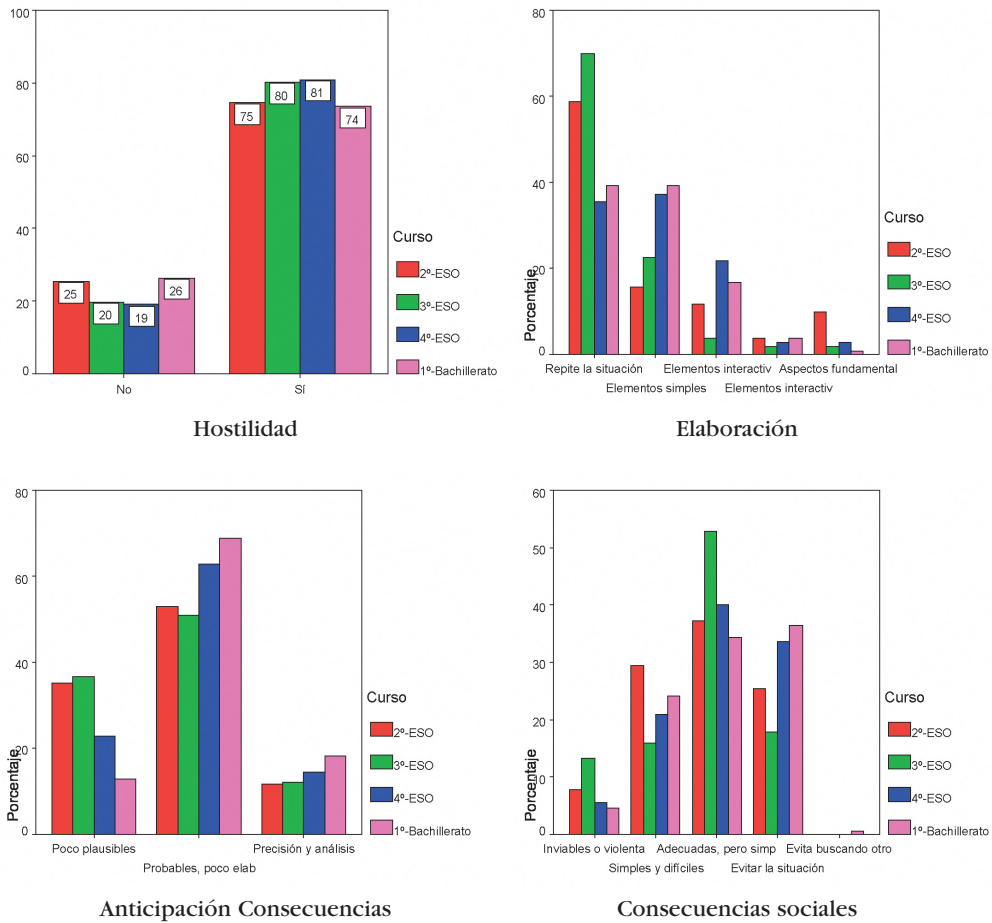 100
80
60
40
20
0
25
20
19
26
75
80
81
74
No
Sí
Curso
2º-ESO
3º-ESO
4º-ESO
1º-Bachillerato
Hostilidad
Porcentaje
80
60
40
20
0
Repite la situación
Elementos simples
Elementos interactiv
Elementos interactiv
Aspectos fundamental
Curso
2º-ESO
3º-ESO
4º-ESO
1º-Bachillerato
Elaboración
Porcentaje
80
60
40
20
0
Poco plausibles
Probables, poco elab
Precisión y análisis
Curso
2º-ESO
3º-ESO
4º-ESO
1º-Bachillerato
Anticipación Consecuencias
Porcentaje
60
50
40
30
20
10
0
Inviables o violenta
Simples y difíciles
Adecuadas, pero simp
Evitar la situación
Evita buscando otro
Curso
2º-ESO
3º-ESO
4º-ESO
1º-Bachillerato
Consecuencias sociales